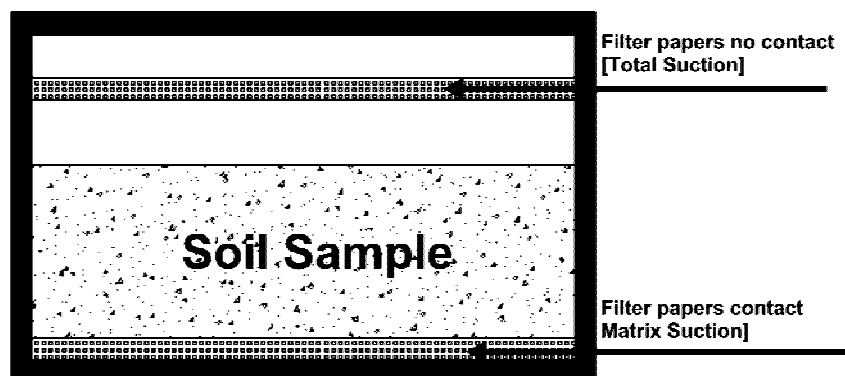 Filter papers no contact
[Total Suction]
Soil Sample
Filter papers contact
Matrix Suction]